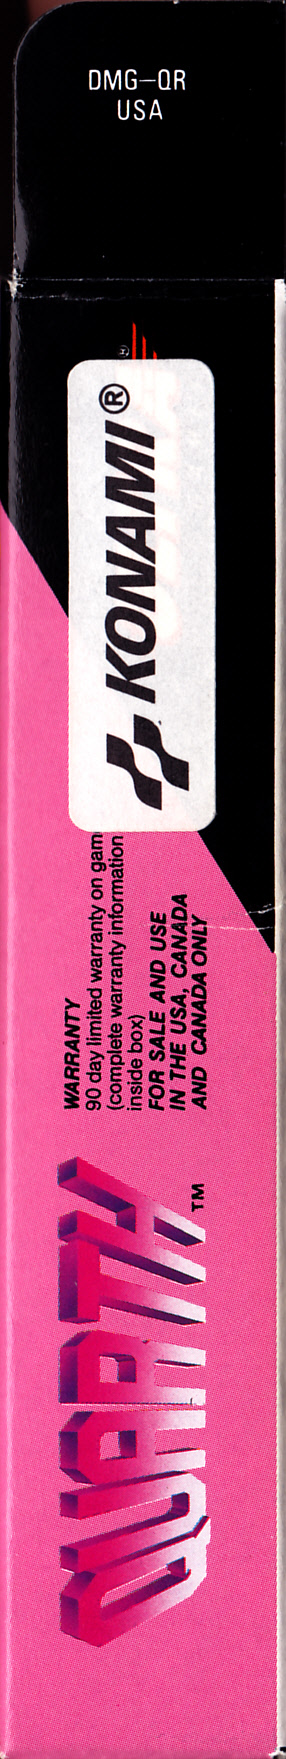 DMG-QR
USA
KONAMI®
WARRANTY
90 day limited warranty on gam
(complete warranty information
inside box)
FOR SALE AND USE
IN THE USA, CANADA
AND CANADA ONLY
QUARTH™